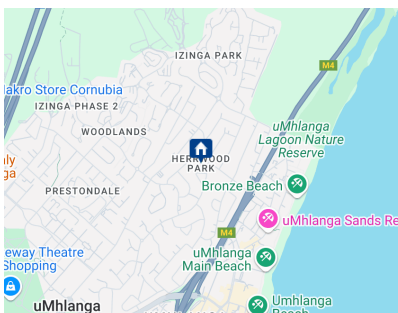 IZINGA PARK
M4
Makro Store Cornubia
IZINGA PHASE 2
WOODLANDS
uMhlanga
Lagoon Nature
Reserve
HERRWOOD
PARK
PRESTONDALE
Bronze Beach
uMhlanga Sands Re
M4
uMhlanga
Main Beach
eway Theatre
Shopping
uMhlanga
Umhlanga
Beach